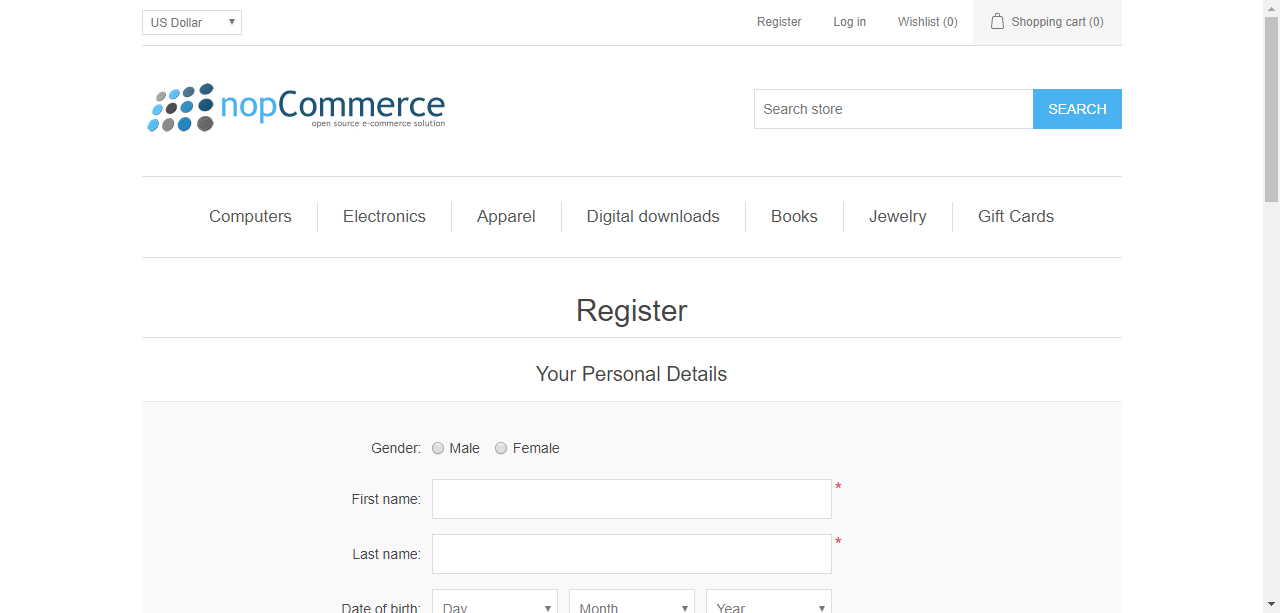 US Dollar
Register Log in Wishlist (0) Shopping cart (0)
nopCommerce
open source e-commerce solution
Search store SEARCH
Computers Electronics Apparel Digital downloads Books Jewelry Gift Cards
Register
Your Personal Details
Gender: Male Female
First name: *
Last name: *
Date of birth: Day Month Year